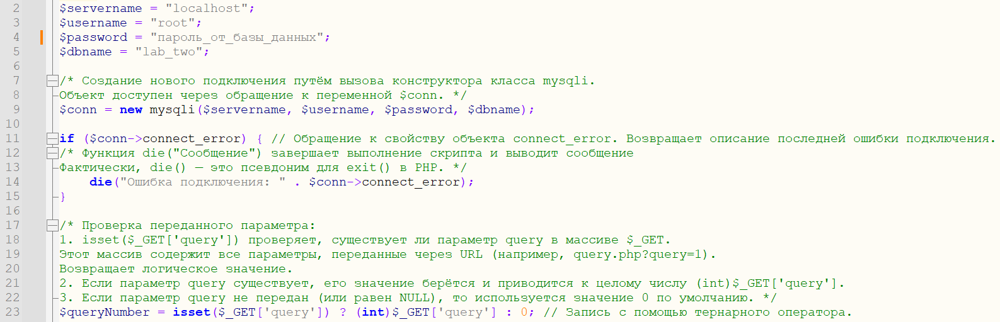 2 $servername = "localhost";
3 $username = "root";
4 $password = "пароль_от_базы_данных";
5 $dbname = "lab_two";
6
7 /* Создание нового подключения путём вызова конструктора класса mysqli.
8 Объект доступен через обращение к переменной $conn. */
9 $conn = new mysqli($servername, $username, $password, $dbname);
10
11 if ($conn->connect_error) { // Обращение к свойству объекта connect_error. Возвращает описание последней ошибки подключения.
12 /* Функция die("Сообщение") завершает выполнение скрипта и выводит сообщение
13 Фактически, die() — это псевдоним для exit() в PHP. */
14     die("Ошибка подключения: " . $conn->connect_error);
15 }
16
17 /* Проверка переданного параметра:
18 1. isset($_GET['query']) проверяет, существует ли параметр query в массиве $_GET.
19 Этот массив содержит все параметры, переданные через URL (например, query.php?query=1).
20 Возвращает логическое значение.
21 2. Если параметр query существует, его значение берётся и приводится к целому числу (int)$_GET['query'].
22 3. Если параметр query не передан (или равен NULL), то используется значение 0 по умолчанию. */
23 $queryNumber = isset($_GET['query']) ? (int)$_GET['query'] : 0; // Запись с помощью тернарного оператора.